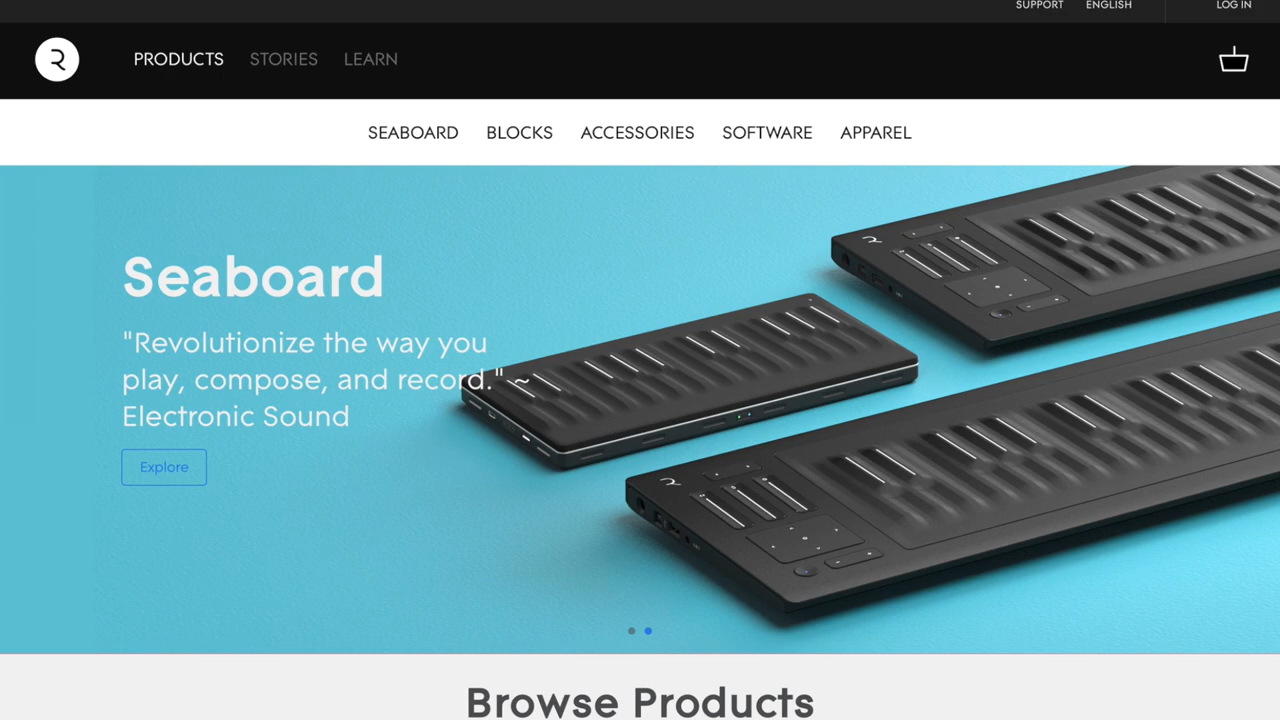 SUPPORT ENGLISH LOG IN
PRODUCTS STORIES LEARN
SEABOARD BLOCKS ACCESSORIES SOFTWARE APPAREL
Seaboard
"Revolutionize the way you
play, compose, and record." ~
Electronic Sound
Explore
Browse Products